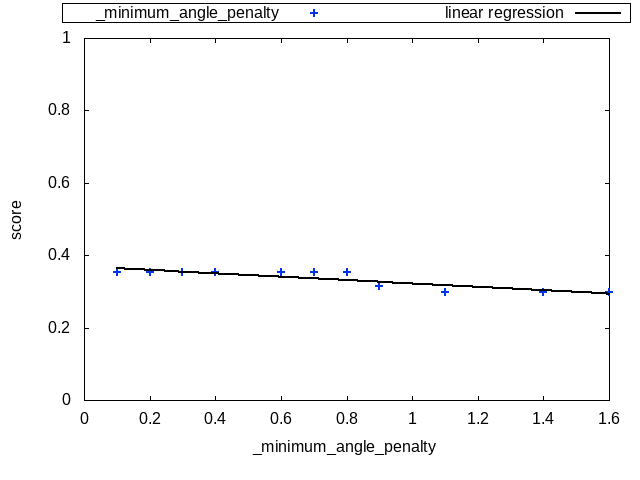 _minimum_angle_penalty
linear regression
1
0.8
0.6
0.4
0.2
0
score
0 0.2 0.4 0.6 0.8 1 1.2 1.4 1.6
_minimum_angle_penalty